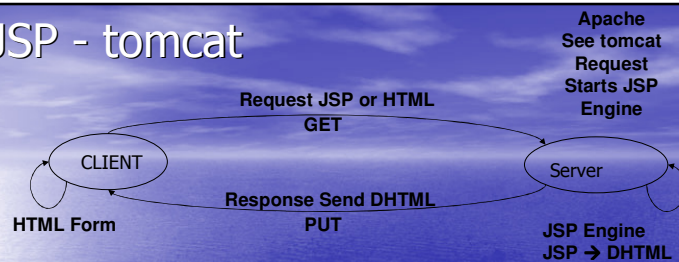 JSP - tomcat
Apache
See tomcat
Request
Starts JSP
Engine
Request JSP or HTML
GET
CLIENT
Server
Response Send DHTML
PUT
HTML Form
JSP Engine
JSP → DHTML